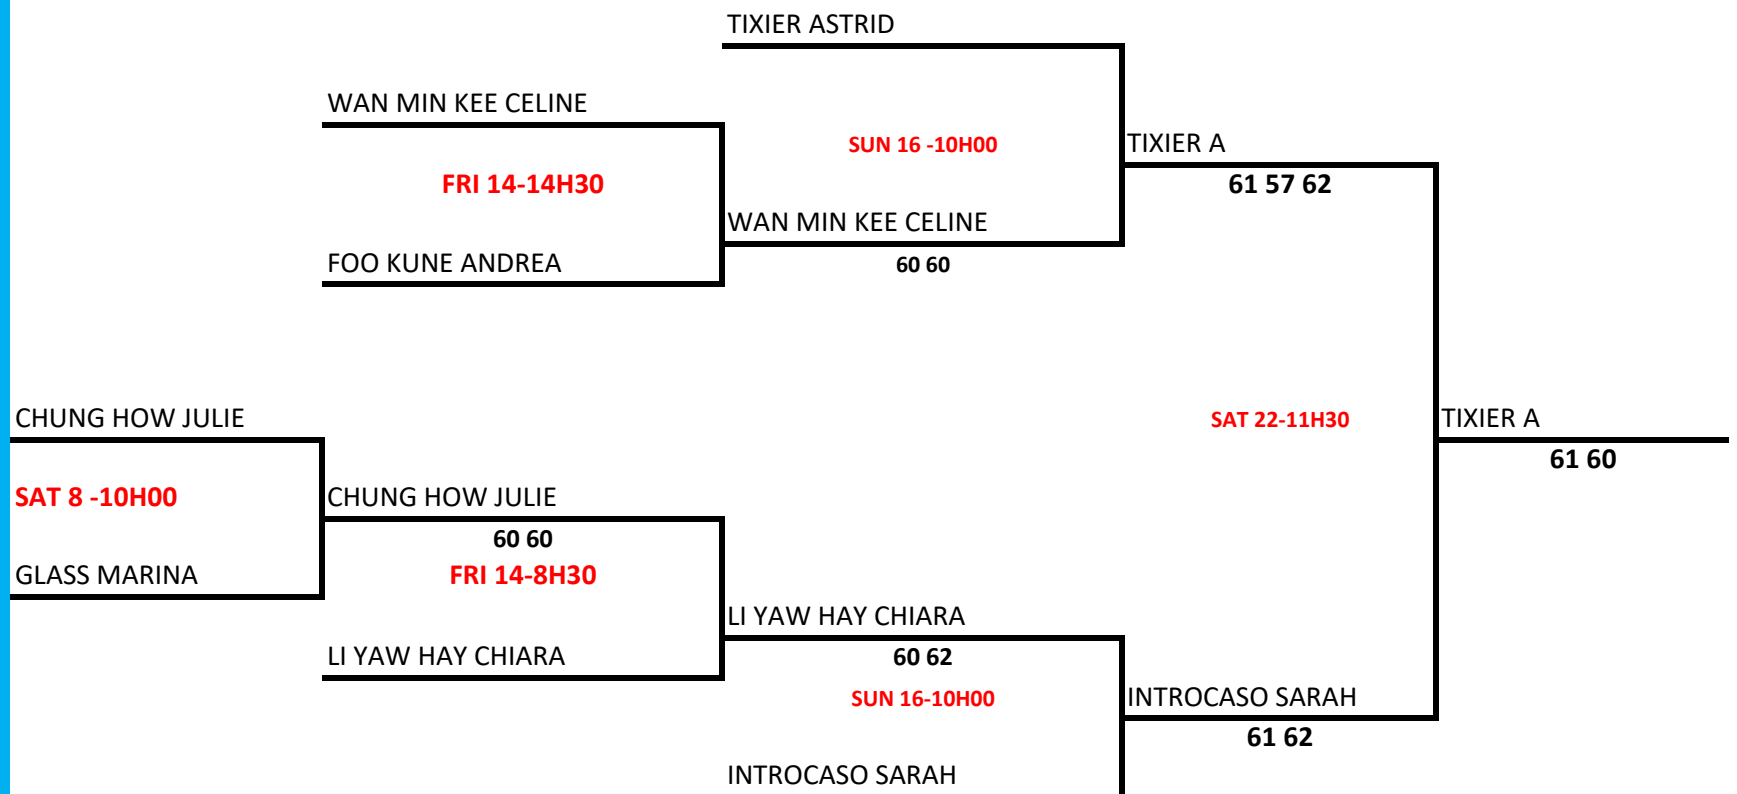 TIXIER ASTRID
WAN MIN KEE CELINE
SUN 16 -10H00
TIXIER A
FRI 14-14H30
61 57 62
WAN MIN KEE CELINE
FOO KUNE ANDREA
60 60
CHUNG HOW JULIE
SAT 22-11H30
TIXIER A
61 60
SAT 8 -10H00
CHUNG HOW JULIE
60 60
GLASS MARINA
FRI 14-8H30
LI YAW HAY CHIARA
LI YAW HAY CHIARA
60 62
SUN 16-10H00
INTROCASO SARAH
61 62
INTROCASO SARAH